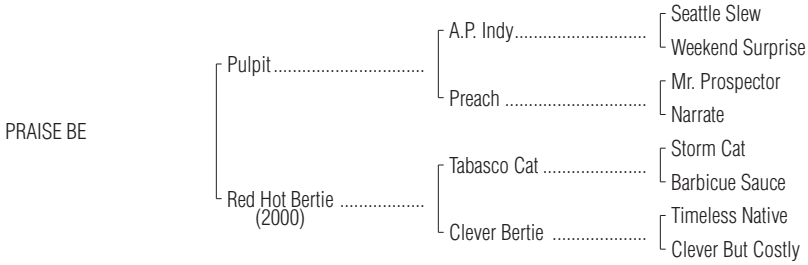 Seattle Slew
A.P. Indy..............................
Weekend Surprise
Pulpit..................................
Mr. Prospector
Preach ................................
Narrate
PRAISE BE
Storm Cat
Tabasco Cat .......................
Barbicue Sauce
Red Hot Bertie ...................
(2000)
Timeless Native
Clever Bertie .....................
Clever But Costly